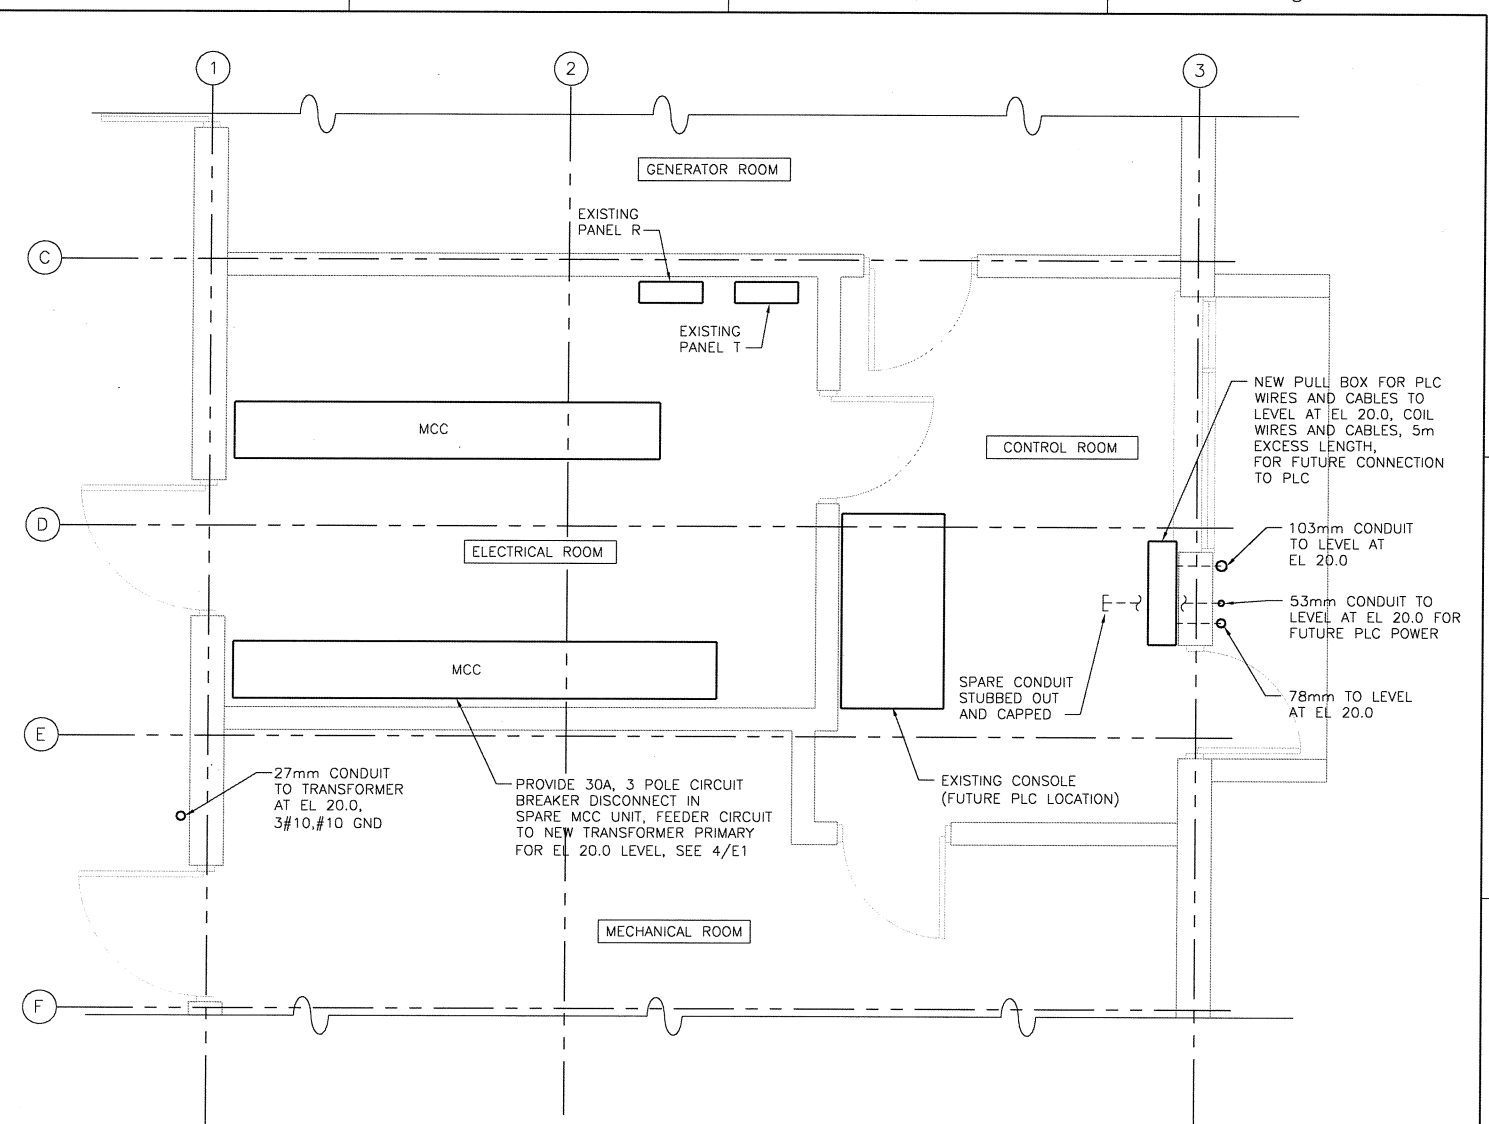 1
2
3
GENERATOR ROOM
EXISTING
PANEL R
C
EXISTING
PANEL T
NEW PULL BOX FOR PLC
WIRES AND CABLES TO
LEVEL AT EL 20.0, COIL
WIRES AND CABLES, 5m
EXCESS LENGTH,
FOR FUTURE CONNECTION
TO PLC
MCC
CONTROL ROOM
D
ELECTRICAL ROOM
103mm CONDUIT
TO LEVEL AT
EL 20.0
53mm CONDUIT TO
LEVEL AT EL 20.0 FOR
FUTURE PLC POWER
MCC
SPARE CONDUIT
STUBBED OUT
AND CAPPED
78mm TO LEVEL
AT EL 20.0
E
27mm CONDUIT
TO TRANSFORMER
AT EL 20.0,
3#10,#10 GND
PROVIDE 30A, 3 POLE CIRCUIT
BREAKER DISCONNECT IN
SPARE MCC UNIT, FEEDER CIRCUIT
TO NEW TRANSFORMER PRIMARY
FOR EL 20.0 LEVEL, SEE 4/E1
EXISTING CONSOLE
(FUTURE PLC LOCATION)
MECHANICAL ROOM
F